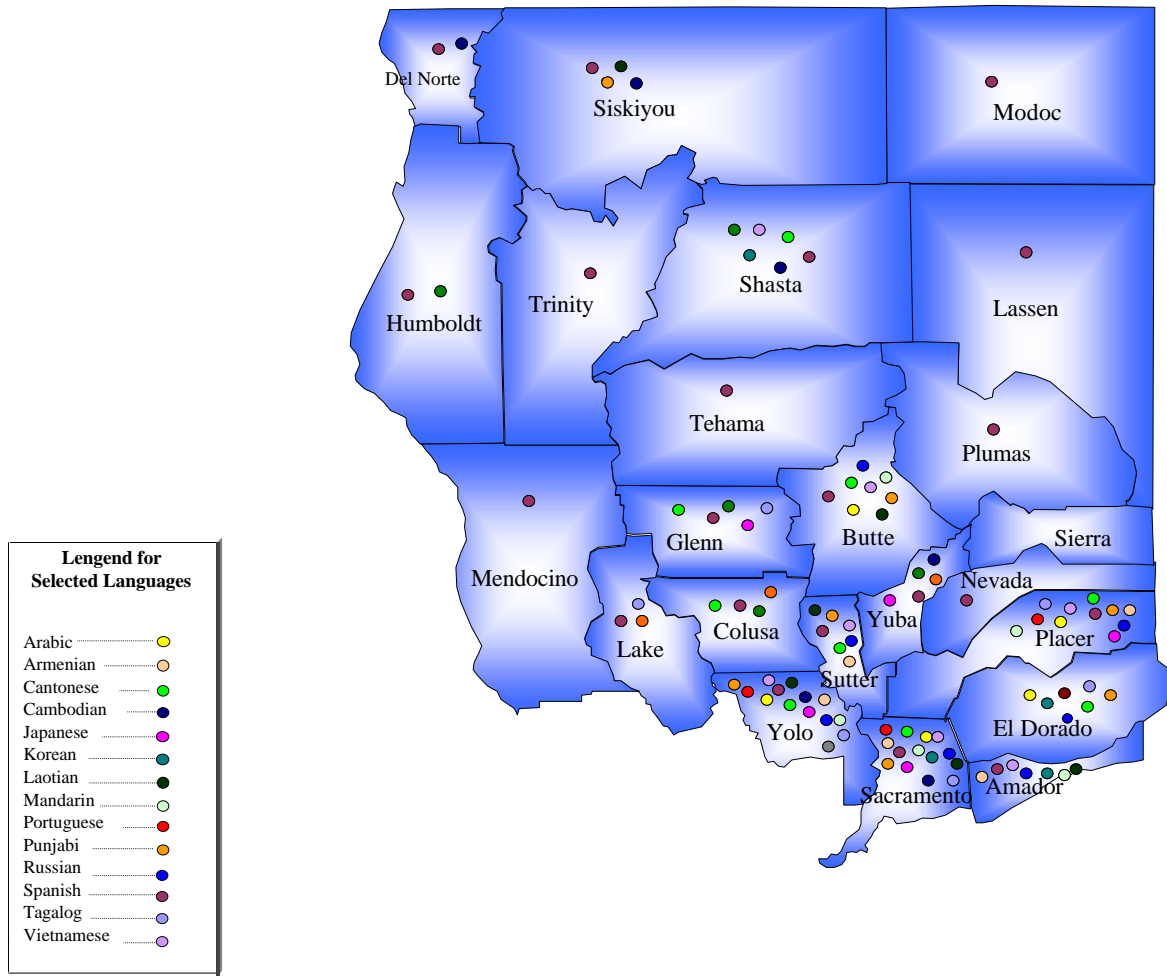 Del Norte
Siskiyou
Modoc
Humboldt
Trinity
Shasta
Lassen
Tehama
Plumas
Glenn
Butte
Sierra
Mendocino
Nevada
Lake
Colusa
Yuba
Placer
Sutter
Yolo
El Dorado
Sacramento
Amador
Lengend for
Selected Languages
Arabic
Armenian
Cantonese
Cambodian
Japanese
Korean
Laotian
Mandarin
Portuguese
Punjabi
Russian
Spanish
Tagalog
Vietnamese